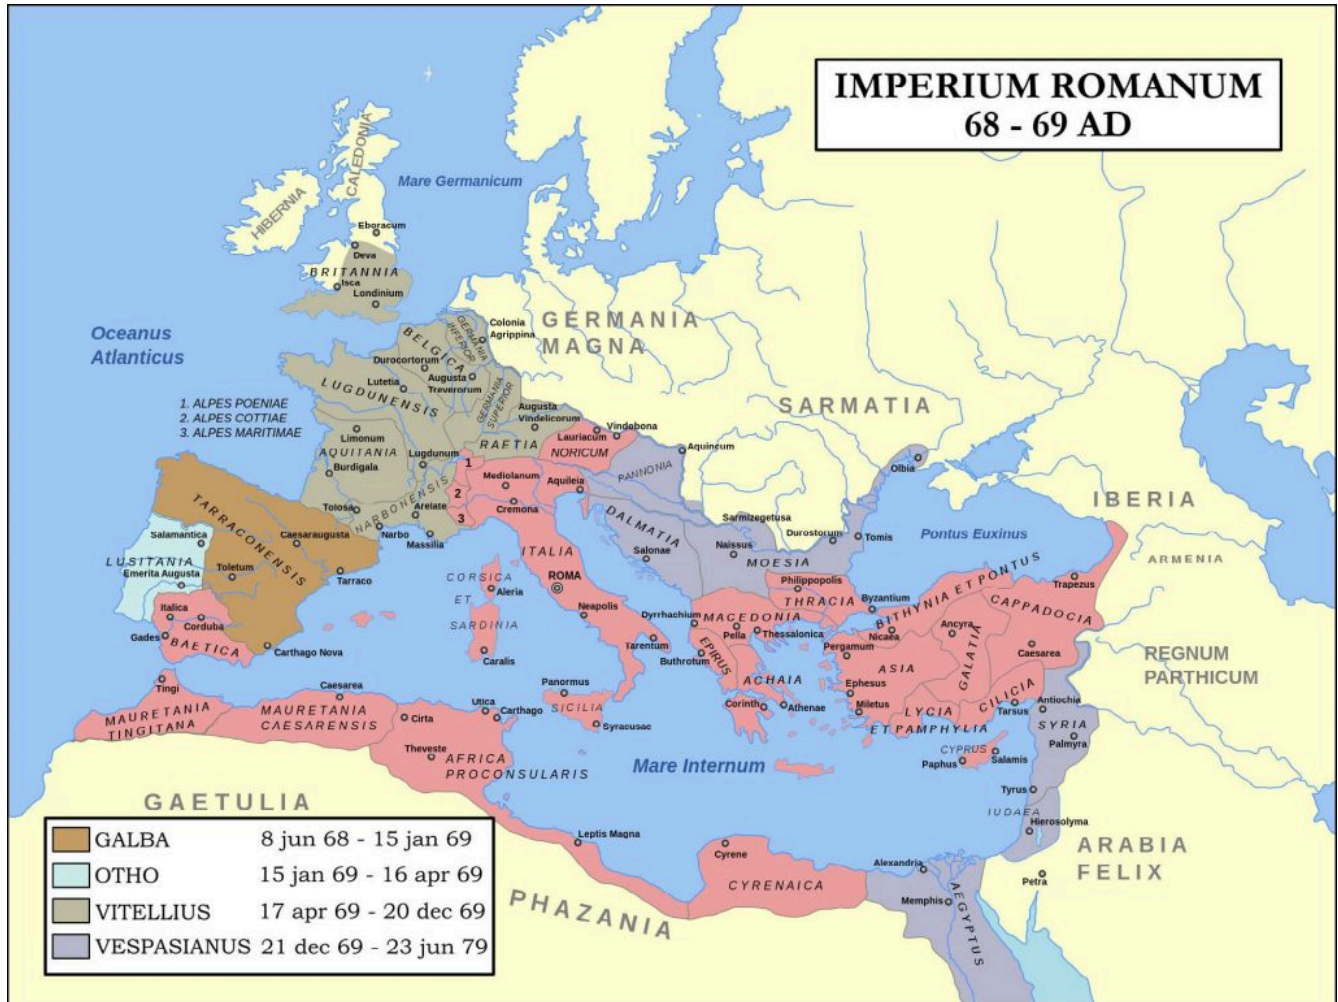 IMPERIUM ROMANUM
68 - 69 AD
CALEDONIA
HIBERNIA
Mare Germanicum
Eboracum
Deva
BRITANNIA
Isca
Londinium
Oceanus
Atlanticus
GERMANIA
MAGNA
Colonia
Agrippina
GERMANIA
INFERIOR
BELGICA
Durocortorum
Augusta
Treverorum
Lutetia
LUGDUNENSIS
GERMANIA
SUPERIOR
SARMATIA
1. ALPES POENIAE
2. ALPES COTTIAE
3. ALPES MARITIMAE
Augusta
Vindelicorum
Limonum
AQUITANIA
Burdigala
Lugdunum
RAETIA
Lauriacum
Vindobona
NORICUM
Aquincum
PANNONIA
Olbia
1
2
3
Mediolanum
Aquileia
Cremona
Tolosa
NARBONENSIS
Arelate
Narbo
Massilia
IBERIA
TARRACONENSIS
Salamantica
Caesaraugusta
LUSITANIA
Emerita Augusta
Toletum
Tarraco
ITALIA
DALMATIA
Salonae
Sarmizegetusa
Naissus
Durostorum
MOESIA
Tomis
Pontus Euxinus
ARMENIA
CORSICA
ET
SARDINIA
Aleria
ROMA
Philippopolis
THRACIA
Byzantium
BITHYNIA ET PONTUS
Trapezus
CAPPADOCIA
Italica
Corduba
Gades
BAETICA
Carthago Nova
Neapolis
Dyrrhachium
MACEDONIA
Pella
Thessalonica
Nicaea
Ancyra
GALATIA
Caesarea
Caralis
Tarentum
EPIRUS
Buthrotum
Pergamum
ASIA
REGNUM
PARTHICUM
Tingi
Caesarea
Panormus
ACHAIA
Ephesus
CILICIA
Antiochia
MAURETANIA
TINGITANA
MAURETANIA
CAESARENSIS
Cirta
Utica
Carthago
SICILIA
Syracusae
Corinth
Athenae
Miletus
LYCIA
ET PAMPHYLIA
Tarsus
SYRIA
Palmyra
Theveste
AFRICA
PROCONSULARIS
Mare Internum
CYPRUS
Paphus
Salamis
Tyrus
GAETULIA
IUDAEA
Hierosolyma
Leptis Magna
Cyrene
CYRENAICA
Alexandria
Memphis
AEGYPTUS
ARABIA
FELIX
Petra
PHAZANIA
GALBA 8 jun 68 - 15 jan 69
OTHO 15 jan 69 - 16 apr 69
VITELLIUS 17 apr 69 - 20 dec 69
VESPASIANUS 21 dec 69 - 23 jun 79